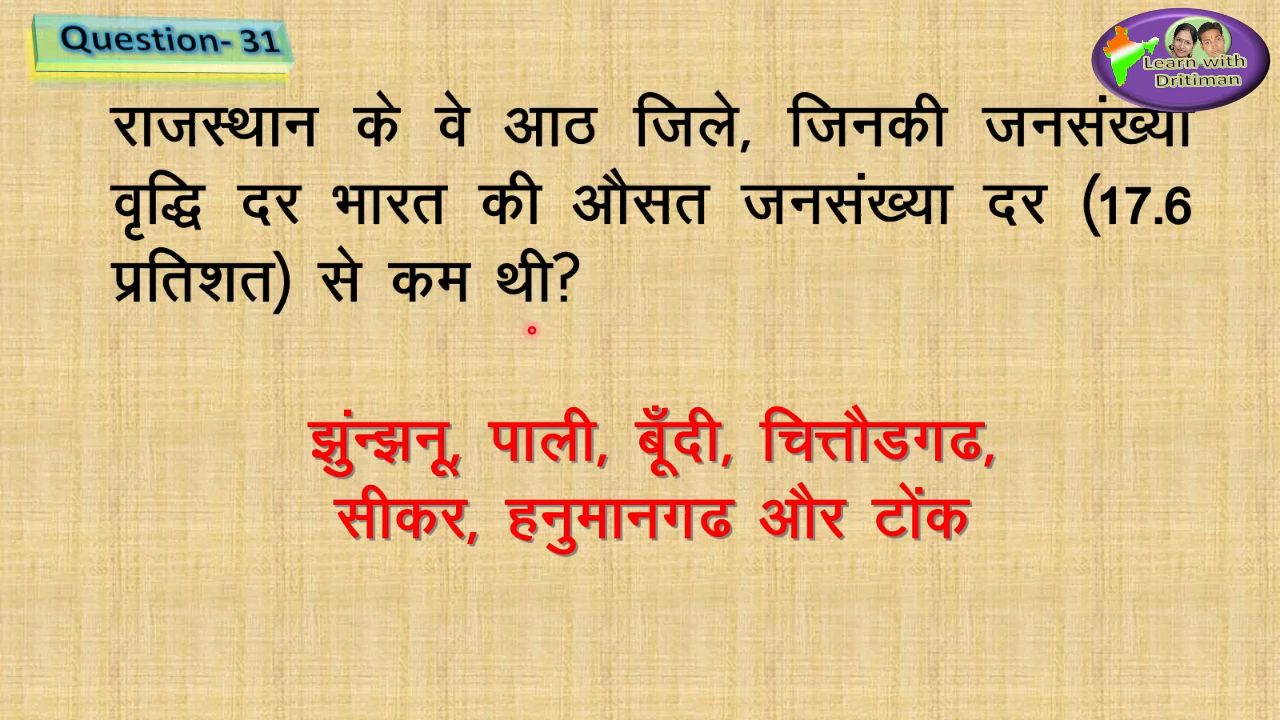 Question- 31
Learn with
Dritiman
राजस्थान के वे आठ जिले, जिनकी जनसंख्या
वृद्धि दर भारत की औसत जनसंख्या दर (17.6
प्रतिशत) से कम थी?
झुंन्झनू, पाली, बूँदी, चित्तौडगढ,
सीकर, हनुमानगढ और टोंक